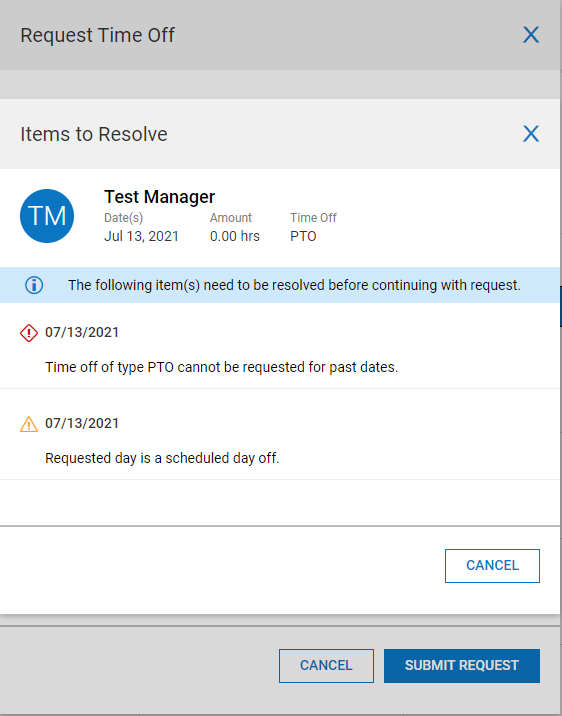 Request Time Off X
Items to Resolve X
TM Test Manager
Date(s) Amount Time Off
Jul 13, 2021 0.00 hrs PTO
The following item(s) need to be resolved before continuing with request.
07/13/2021
Time off of type PTO cannot be requested for past dates.
07/13/2021
Requested day is a scheduled day off.
CANCEL
CANCEL SUBMIT REQUEST